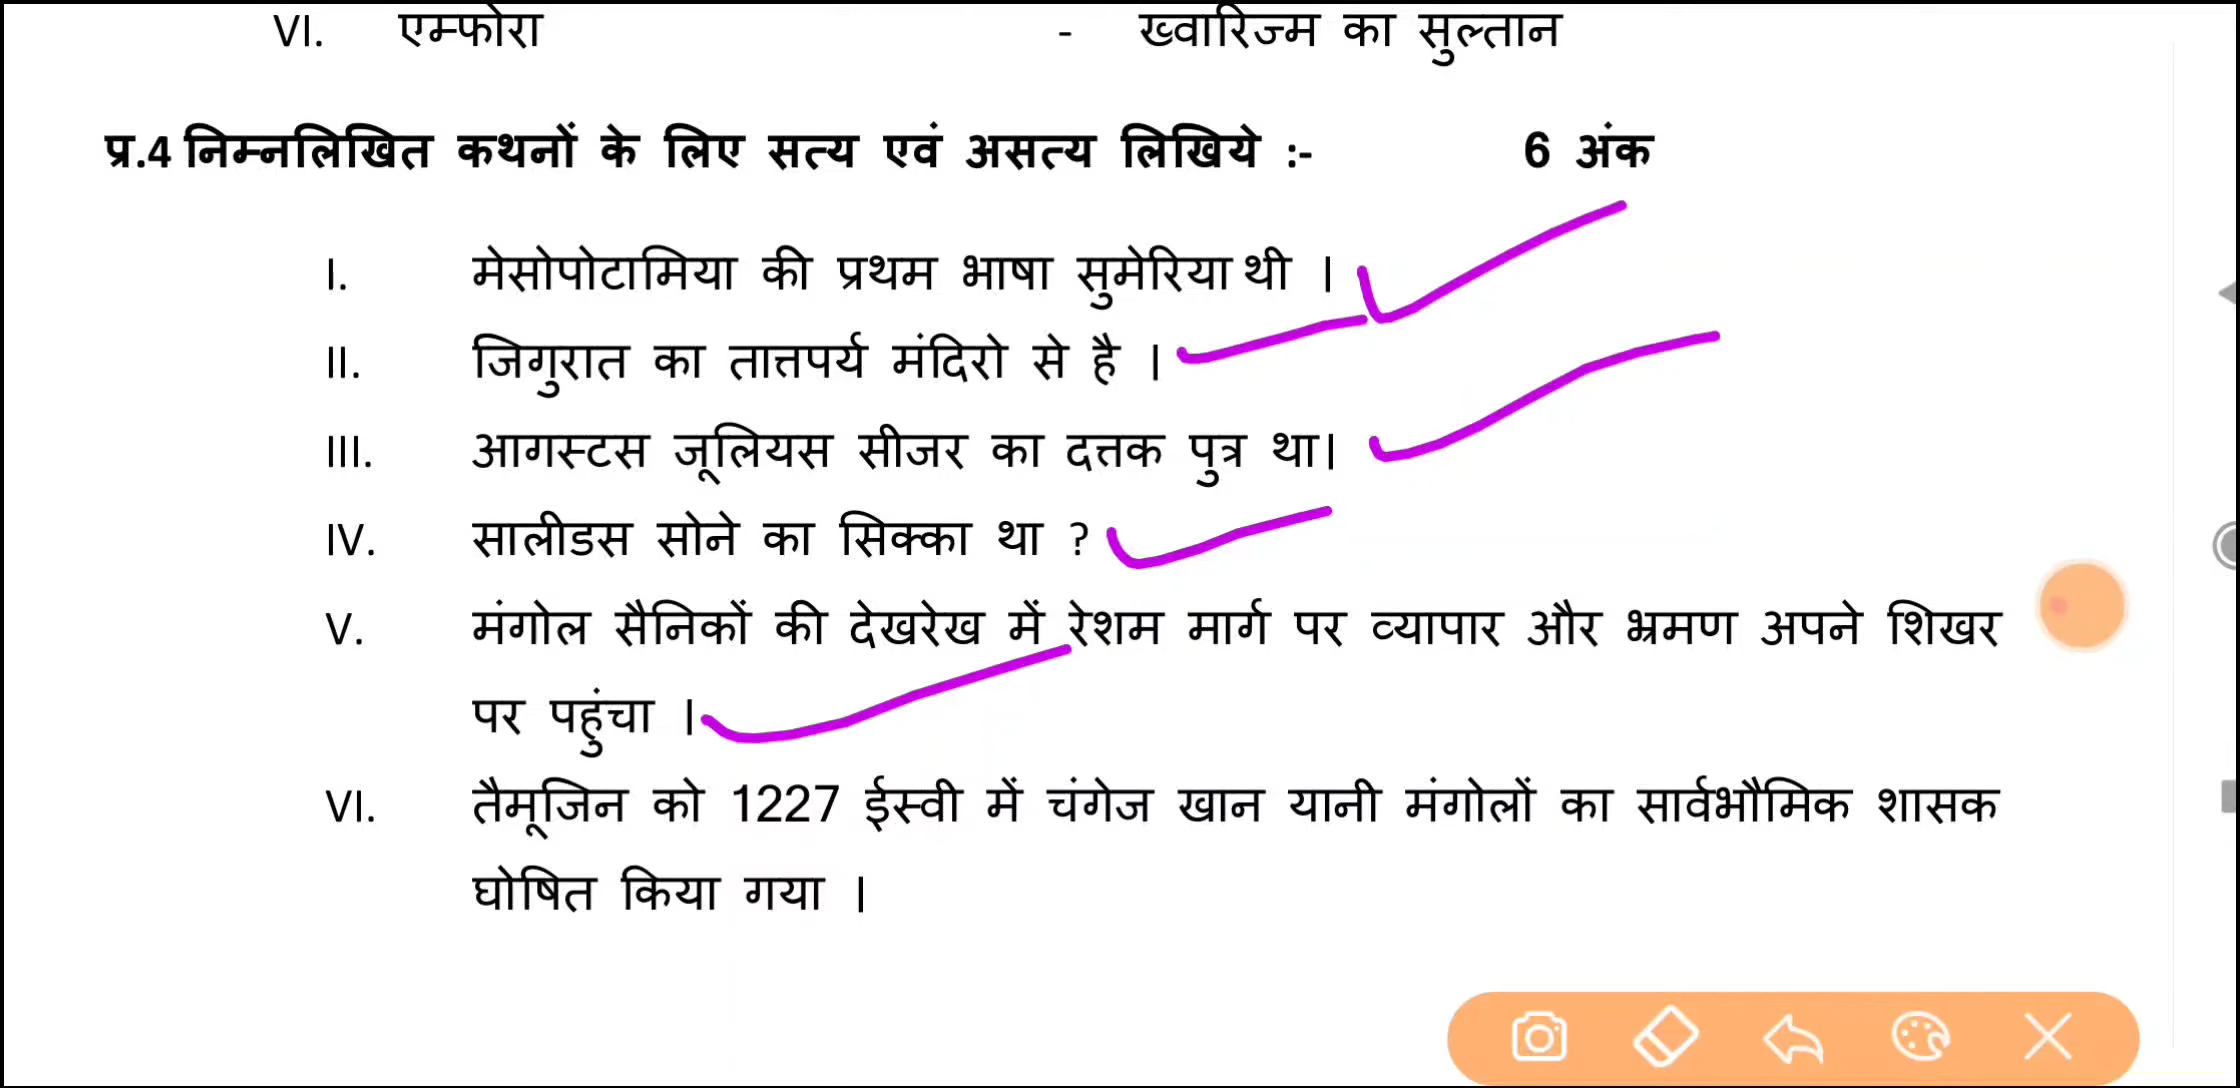 VI. एम्फोरा - ख्वारिज्म का सुल्तान
प्र.4 निम्नलिखित कथनों के लिए सत्य एवं असत्य लिखिये :- 6 अंक
I. मेसोपोटामिया की प्रथम भाषा सुमेरिया थी ।
II. जिगुरात का तात्तपर्य मंदिरो से है ।
III. आगस्टस जूलियस सीजर का दत्तक पुत्र था।
IV. सालीडस सोने का सिक्का था ?
V. मंगोल सैनिकों की देखरेख में रेशम मार्ग पर व्यापार और भ्रमण अपने शिखर
पर पहुंचा ।
VI. तैमूजिन को 1227 ईस्वी में चंगेज खान यानी मंगोलों का सार्वभौमिक शासक
घोषित किया गया ।